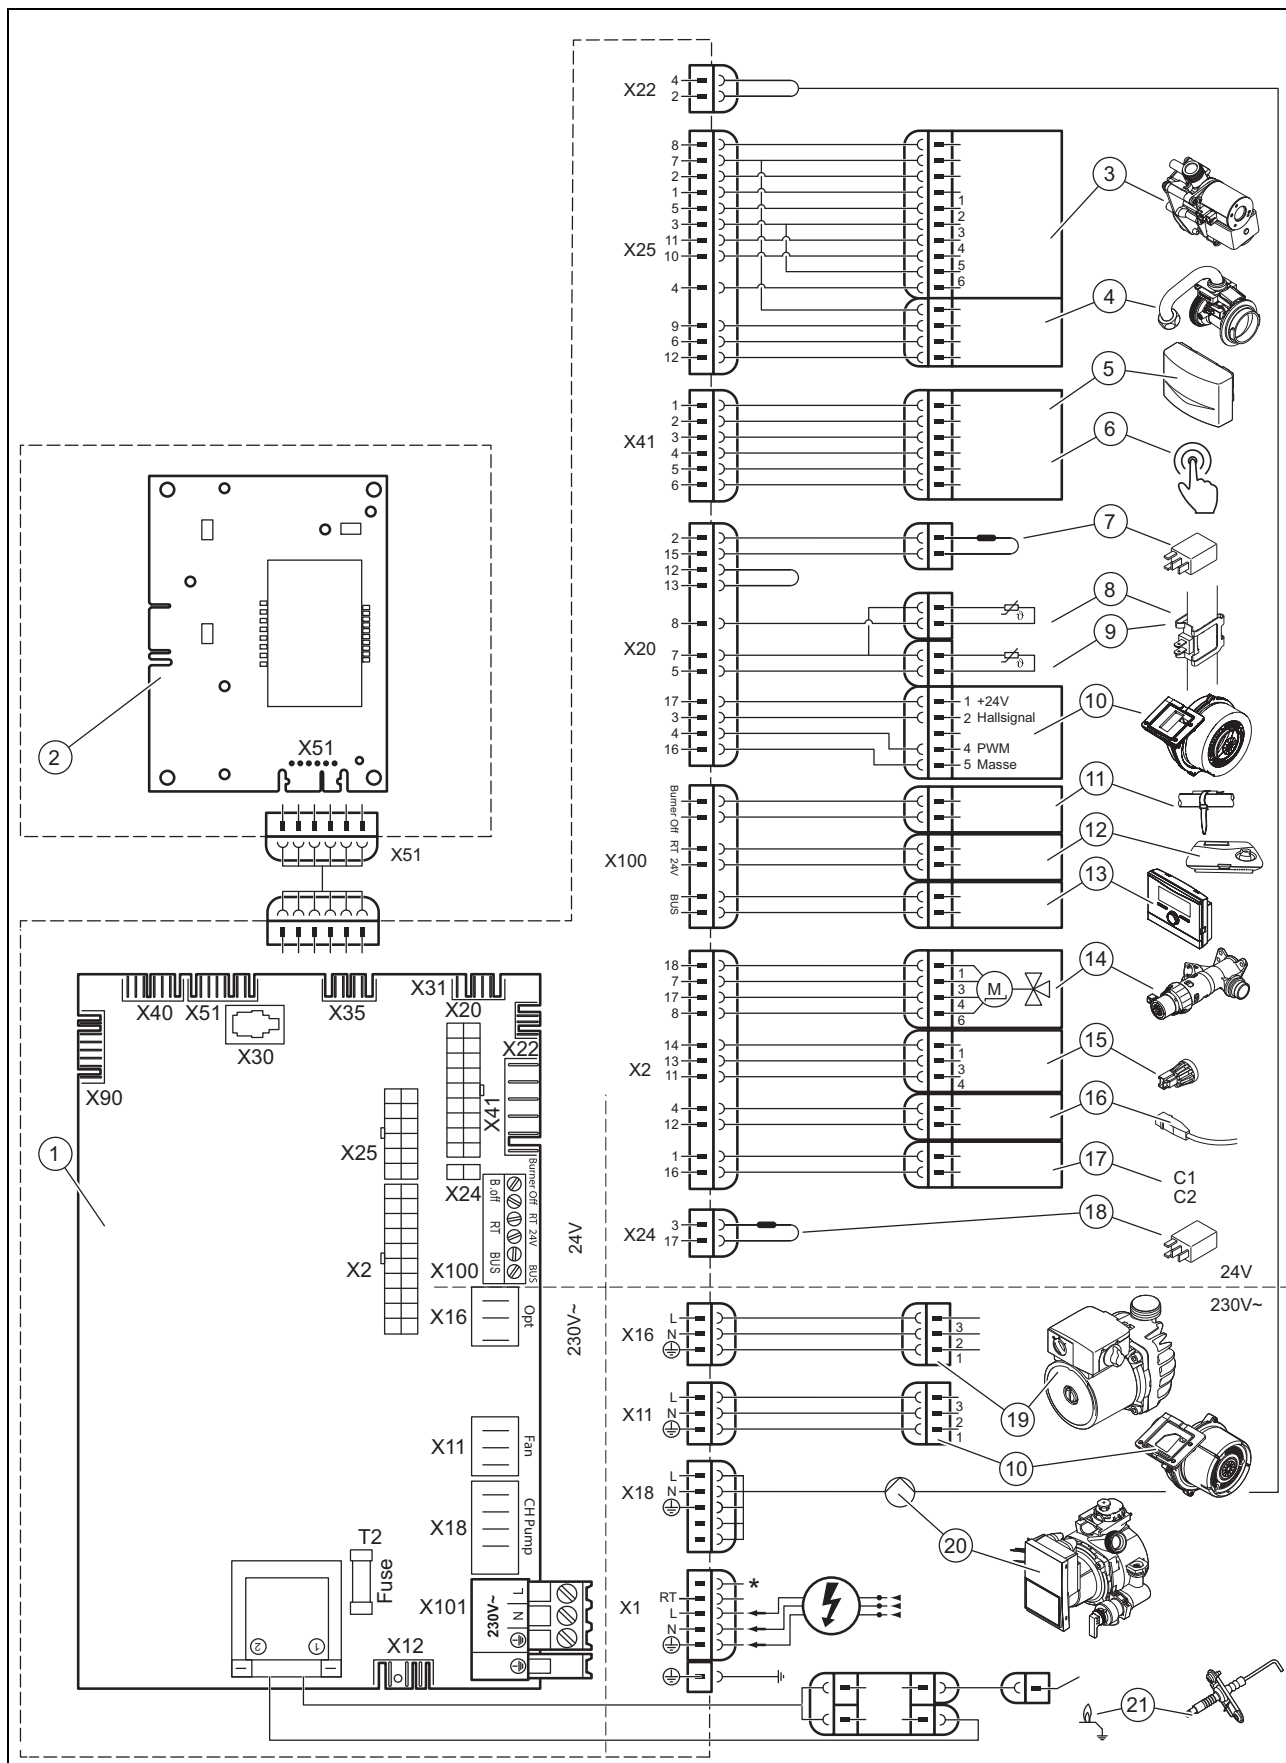 X22
4
2
X25
8
7
2
1
5
3
11
10
4
9
6
12
1
2
3
4
5
6
3
4
X41
1
2
3
4
5
6
5
6
X20
2
15
12
13
8
7
5
17
3
4
16
ϑ
ϑ
1 +24V
2 Hallsignal
4 PWM
5 Masse
7
8
9
10
X100
Burner Off
RT 24V
BUS
11
12
13
X2
18
7
17
8
14
13
11
4
12
1
16
1
3
4
6
M
1
3
4
14
15
16
17
C1
C2
X24
3
17
18
24V
230V~
X16
L
N
3
2
1
19
X11
L
N
3
2
1
10
X18
L
N
20
X1
RT
L
N
*
21
2
X51
X51
1
X40
X51
X30
X35
X31
X20
X22
X90
X41
X25
X24
X2
X100
B.off
RT
BUS
Burner Off
RT 24V
BUS
24V
230V~
X16
Opt
X11
Fan
X18
CH Pump
T2
Fuse
X101
230V~
L
N
X12
2
1